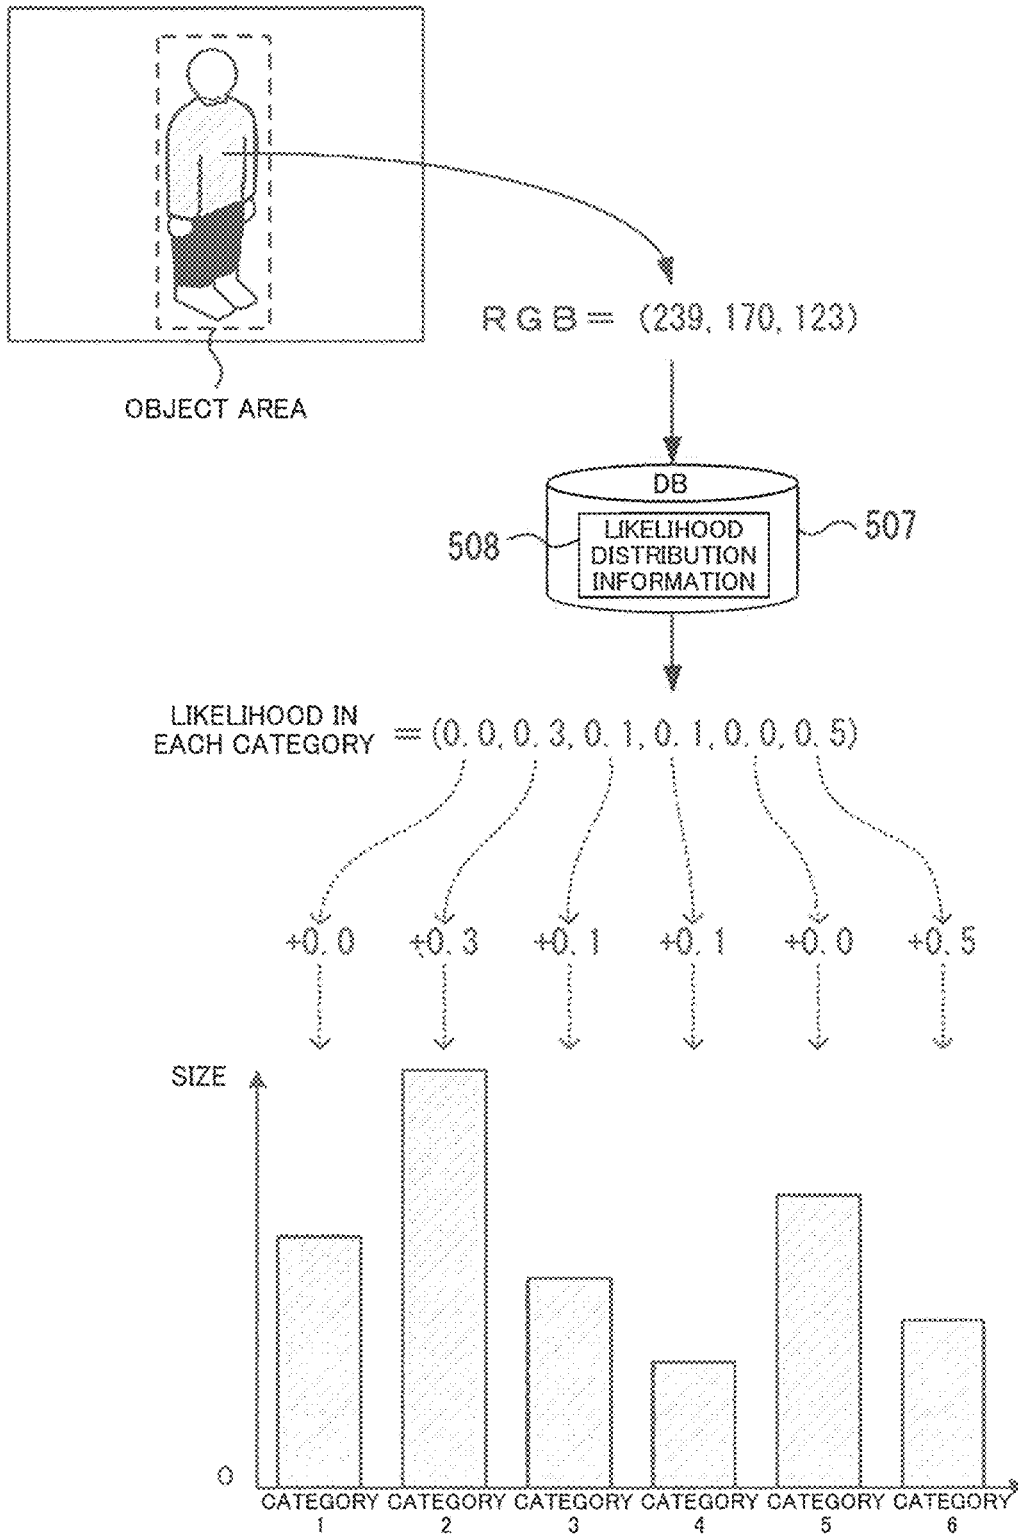 RGB= (239, 170, 123)
OBJECT AREA
DB
LIKELIHOOD
DISTRIBUTION
INFORMATION
508
507
LIKELIHOOD IN
EACH CATEGORY
=(0.0, 0.3, 0.1, 0.1, 0.0, 0.5)
+0.0 +0.3 +0.1 +0.1 +0.0 +0.5
SIZE
0
CATEGORY CATEGORY CATEGORY CATEGORY CATEGORY CATEGORY
1 2 3 4 5 6